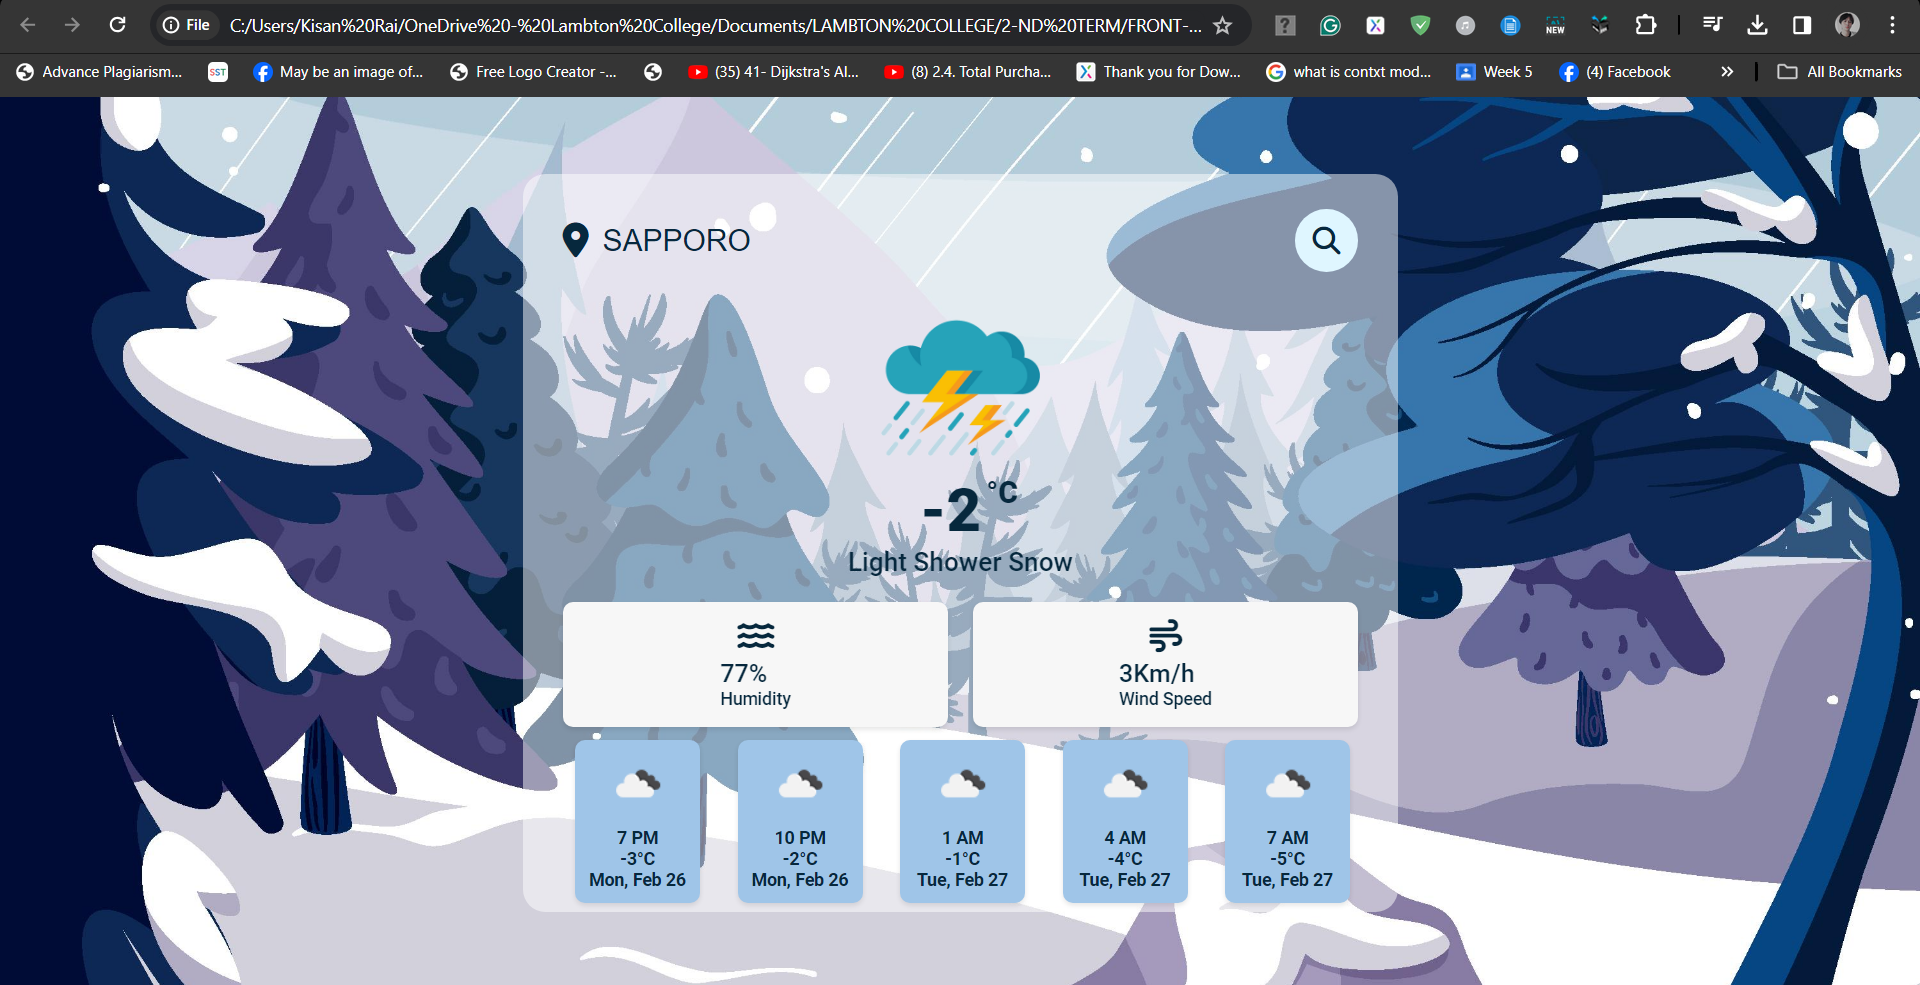 File C:/Users/Kisan%20Rai/OneDrive%20-%20Lambton%20College/Documents/LAMBTON%20COLLEGE/2-ND%20TERM/FRONT-...
NEW
Advance Plagiarism... SST May be an image of... Free Logo Creator -... (35) 41- Dijkstra's Al... (8) 2.4. Total Purcha... Thank you for Dow... what is contxt mod... Week 5 (4) Facebook » All Bookmarks
SAPPORO
-2 °C
Light Shower Snow
77%
Humidity
3Km/h
Wind Speed
7 PM
-3°C
Mon, Feb 26
10 PM
-2°C
Mon, Feb 26
1 AM
-1°C
Tue, Feb 27
4 AM
-4°C
Tue, Feb 27
7 AM
-5°C
Tue, Feb 27